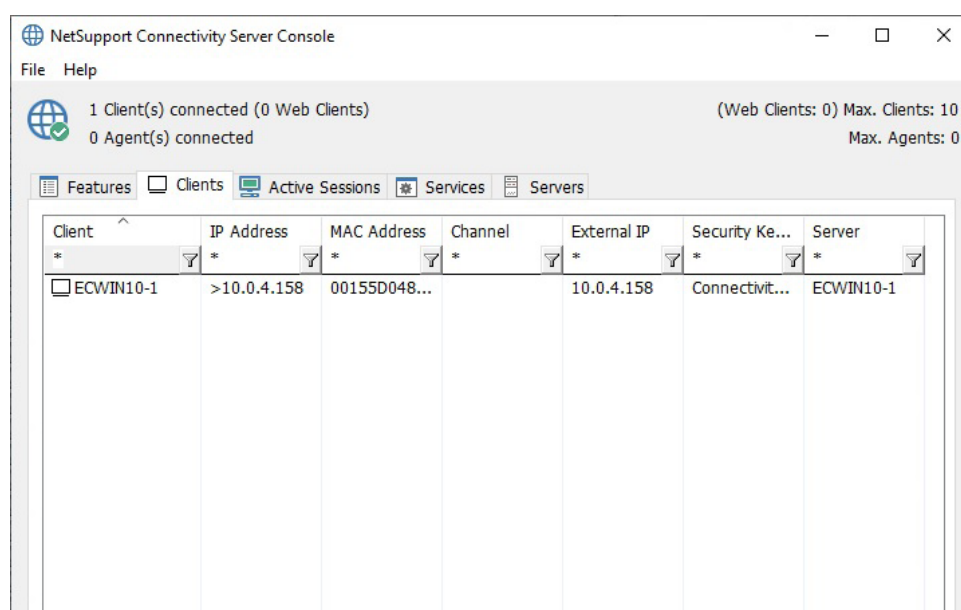 NetSupport Connectivity Server Console
File Help
1 Client(s) connected (0 Web Clients) (Web Clients: 0) Max. Clients: 10
0 Agent(s) connected Max. Agents: 0
Features Clients Active Sessions Services Servers
Client IP Address MAC Address Channel External IP Security Ke... Server
* * * * * * *
ECWIN10-1 >10.0.4.158 00155D048... 10.0.4.158 Connectivit... ECWIN10-1